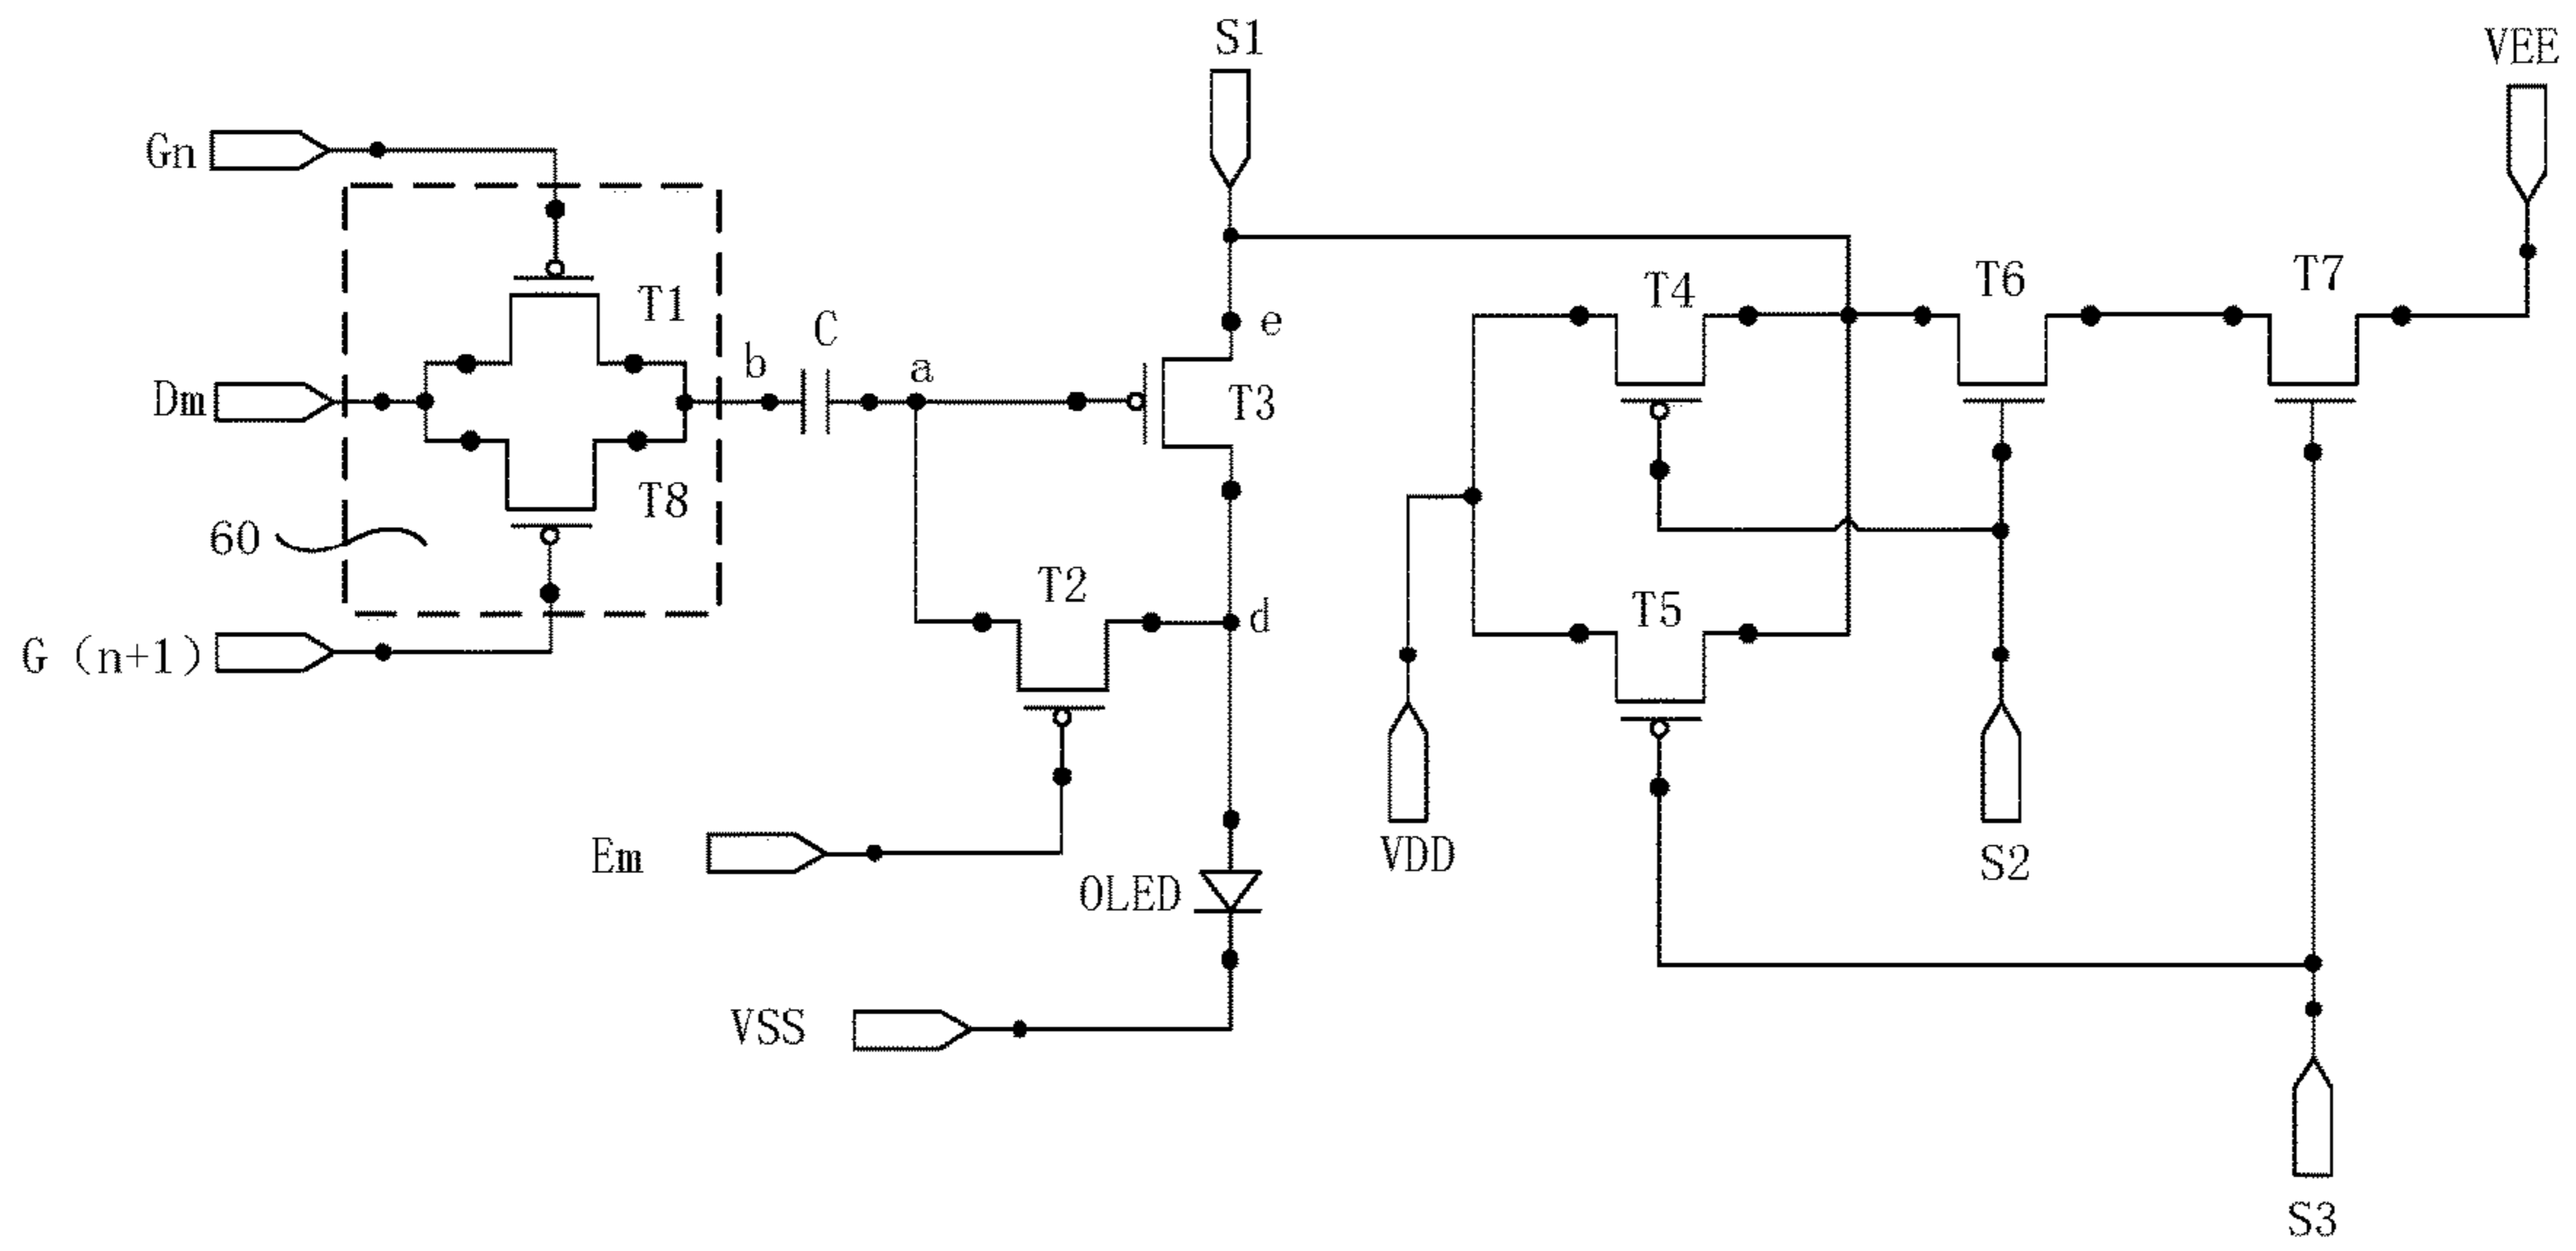 S1
VEE
Gn
T1
T4
T6
T7
e
b
C
a
Dm
T3
T8
60
T2
d
T5
G (n+1)
Em
OLED
VDD
S2
VSS
S3